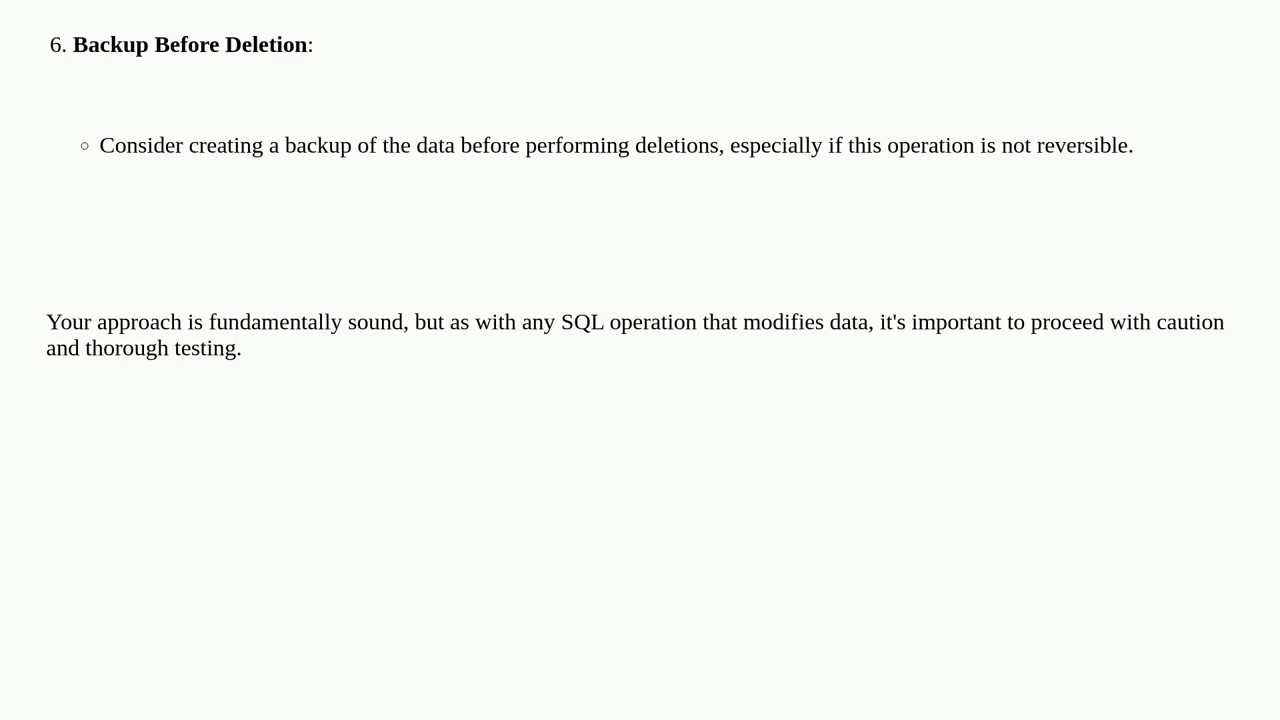 6. Backup Before Deletion:
◦ Consider creating a backup of the data before performing deletions, especially if this operation is not reversible.
Your approach is fundamentally sound, but as with any SQL operation that modifies data, it's important to proceed with caution
and thorough testing.